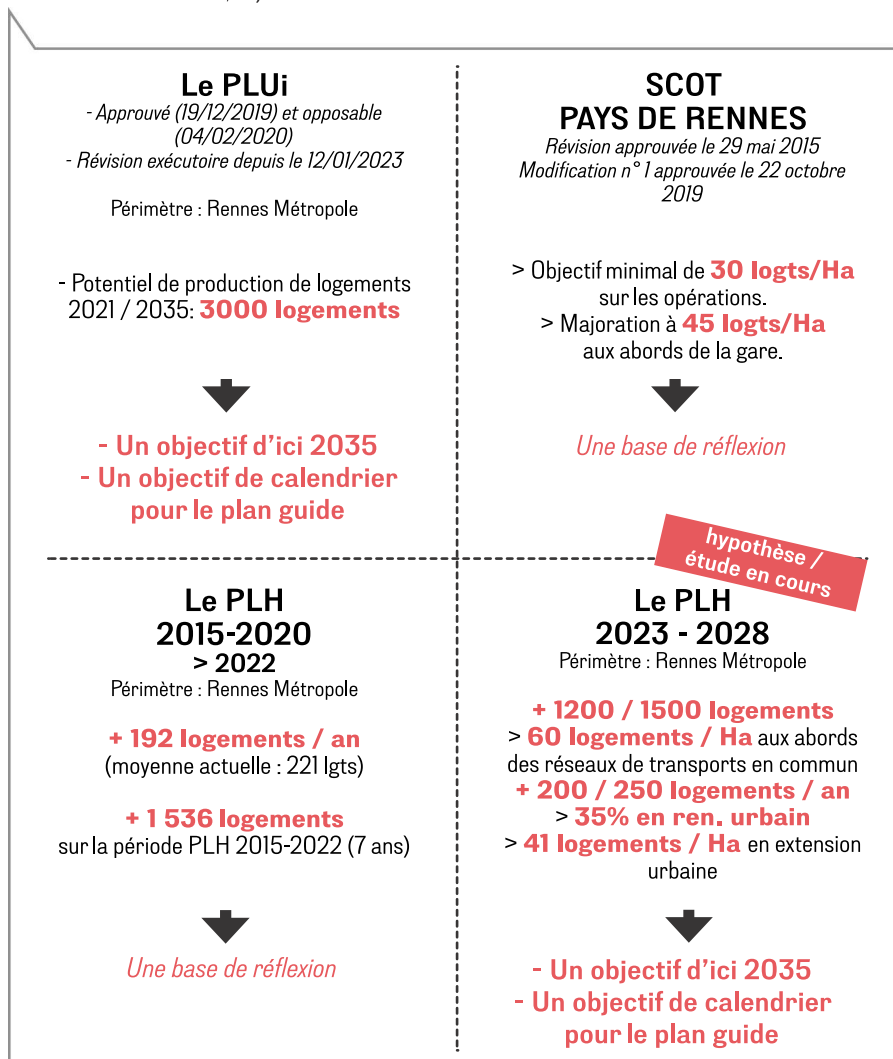 Le PLUi
- Approuvé (19/12/2019) et opposable
(04/02/2020)
- Révision exécutoire depuis le 12/01/2023
Périmètre : Rennes Métropole
- Potentiel de production de logements
2021 / 2035: 3000 logements
- Un objectif d'ici 2035
- Un objectif de calendrier
pour le plan guide
SCOT
PAYS DE RENNES
Révision approuvée le 29 mai 2015
Modification n° 1 approuvée le 22 octobre
2019
> Objectif minimal de 30 logts/Ha
sur les opérations.
> Majoration à 45 logts/Ha
aux abords de la gare.
Une base de réflexion
Le PLH
2015-2020
> 2022
Périmètre : Rennes Métropole
+ 192 logements / an
(moyenne actuelle : 221 lgts)
+ 1 536 logements
sur la période PLH 2015-2022 (7 ans)
Une base de réflexion
hypothèse /
étude en cours
Le PLH
2023 - 2028
Périmètre : Rennes Métropole
+ 1200 / 1500 logements
> 60 logements / Ha aux abords
des réseaux de transports en commun
+ 200 / 250 logements / an
> 35% en ren. urbain
> 41 logements / Ha en extension
urbaine
- Un objectif d'ici 2035
- Un objectif de calendrier
pour le plan guide